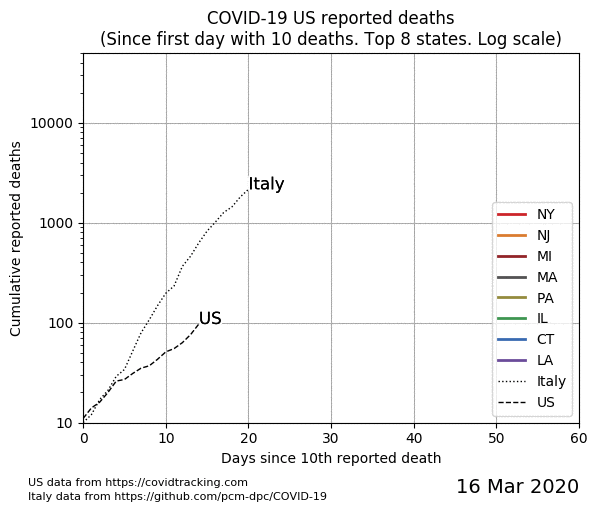 COVID-19 US reported deaths
(Since first day with 10 deaths. Top 8 states. Log scale)
Cumulative reported deaths
10000
1000
100
10
Italy
US
NY
NJ
MI
MA
PA
IL
CT
LA
Italy
US
0 10 20 30 40 50 60
Days since 10th reported death
US data from https://covidtracking.com
Italy data from https://github.com/pcm-dpc/COVID-19
16 Mar 2020